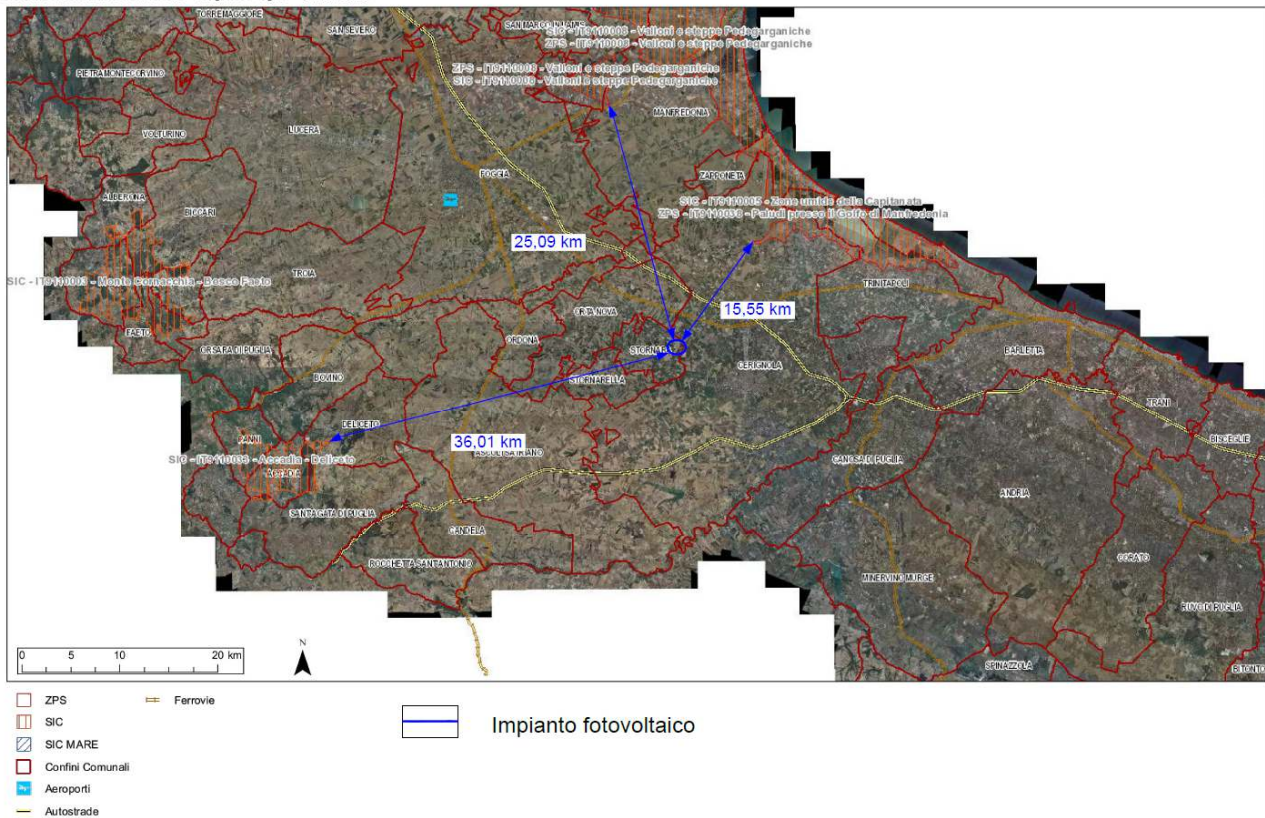 TORREMAGGIORE
SAN SEVERO
SIC - IT9110008 - Valloni e steppe Pedegarganiche
ZPS - IT9110008 - Valloni e steppe Pedegarganiche
PIETRAMONTECORVINO
ZPS - IT9110008 - Valloni e steppe Pedegarganiche
SIC - IT9110008 - Valloni e steppe Pedegarganiche
MANFREDONIA
VOLTURINO
LUCERA
FOGGIA
ZAPPONETA
ALBERONA
BICCARI
SIC - IT9110005 - Zone umide della Capitanata
ZPS - IT9110038 - Paludi presso il Golfo di Manfredonia
25,09 km
SIC - IT9110003 - Monte Cornacchia - Bosco Faeto
TROIA
TRINITAPOLI
15,55 km
ORTA NOVA
FAETO
ORSARA DI PUGLIA
ORDONA
STORNARA
BARLETTA
CERIGNOLA
BOVINO
STORNARELLA
TRANI
DELICETO
BISCEGLIE
PANNI
36,01 km
ASCOLI SATRIANO
SIC - IT9110033 - Accadia - Deliceto
CANOSA DI PUGLIA
ACCADIA
ANDRIA
SANT'AGATA DI PUGLIA
CANDELA
CORATO
ROCCHETTA SANT'ANTONIO
MINERVINO MURGE
RUVO DI PUGLIA
SPINAZZOLA
BITONTO
0 5 10 20 km
N
ZPS
Ferrovie
SIC
Impianto fotovoltaico
SIC MARE
Confini Comunali
Aeroporti
Autostrade